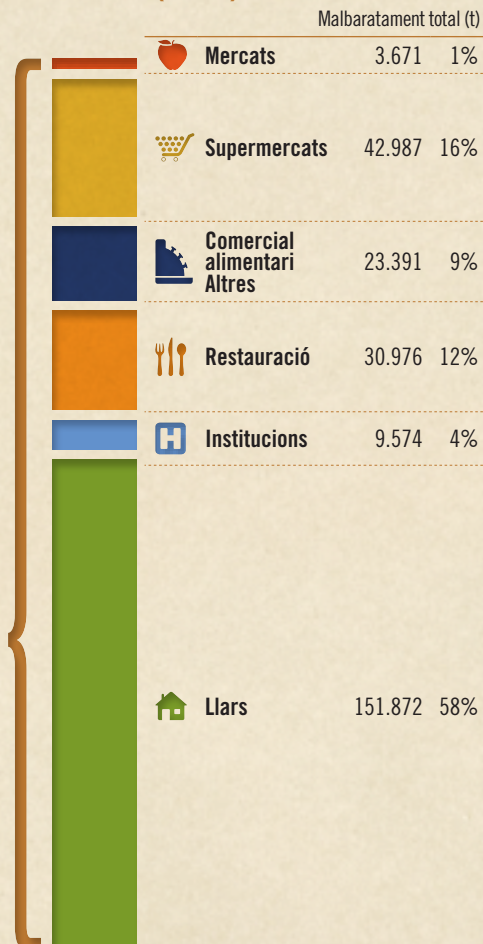 Malbaratament total (t)
Mercats 3.671 1%
Supermercats 42.987 16%
Comercial
alimentari
Altres 23.391 9%
Restauració 30.976 12%
H Institucions 9.574 4%
Llars 151.872 58%